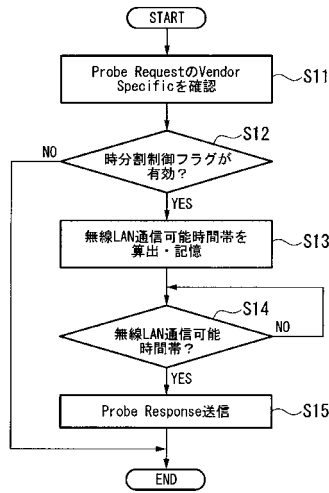 START
Probe RequestのVendor
Specificを確認
S11
S12
時分割制御フラグが
有効?
NO
YES
無線LAN通信可能時間帯を
算出・記憶
S13
S14
無線LAN通信可能
時間帯?
NO
YES
Probe Response送信
S15
END